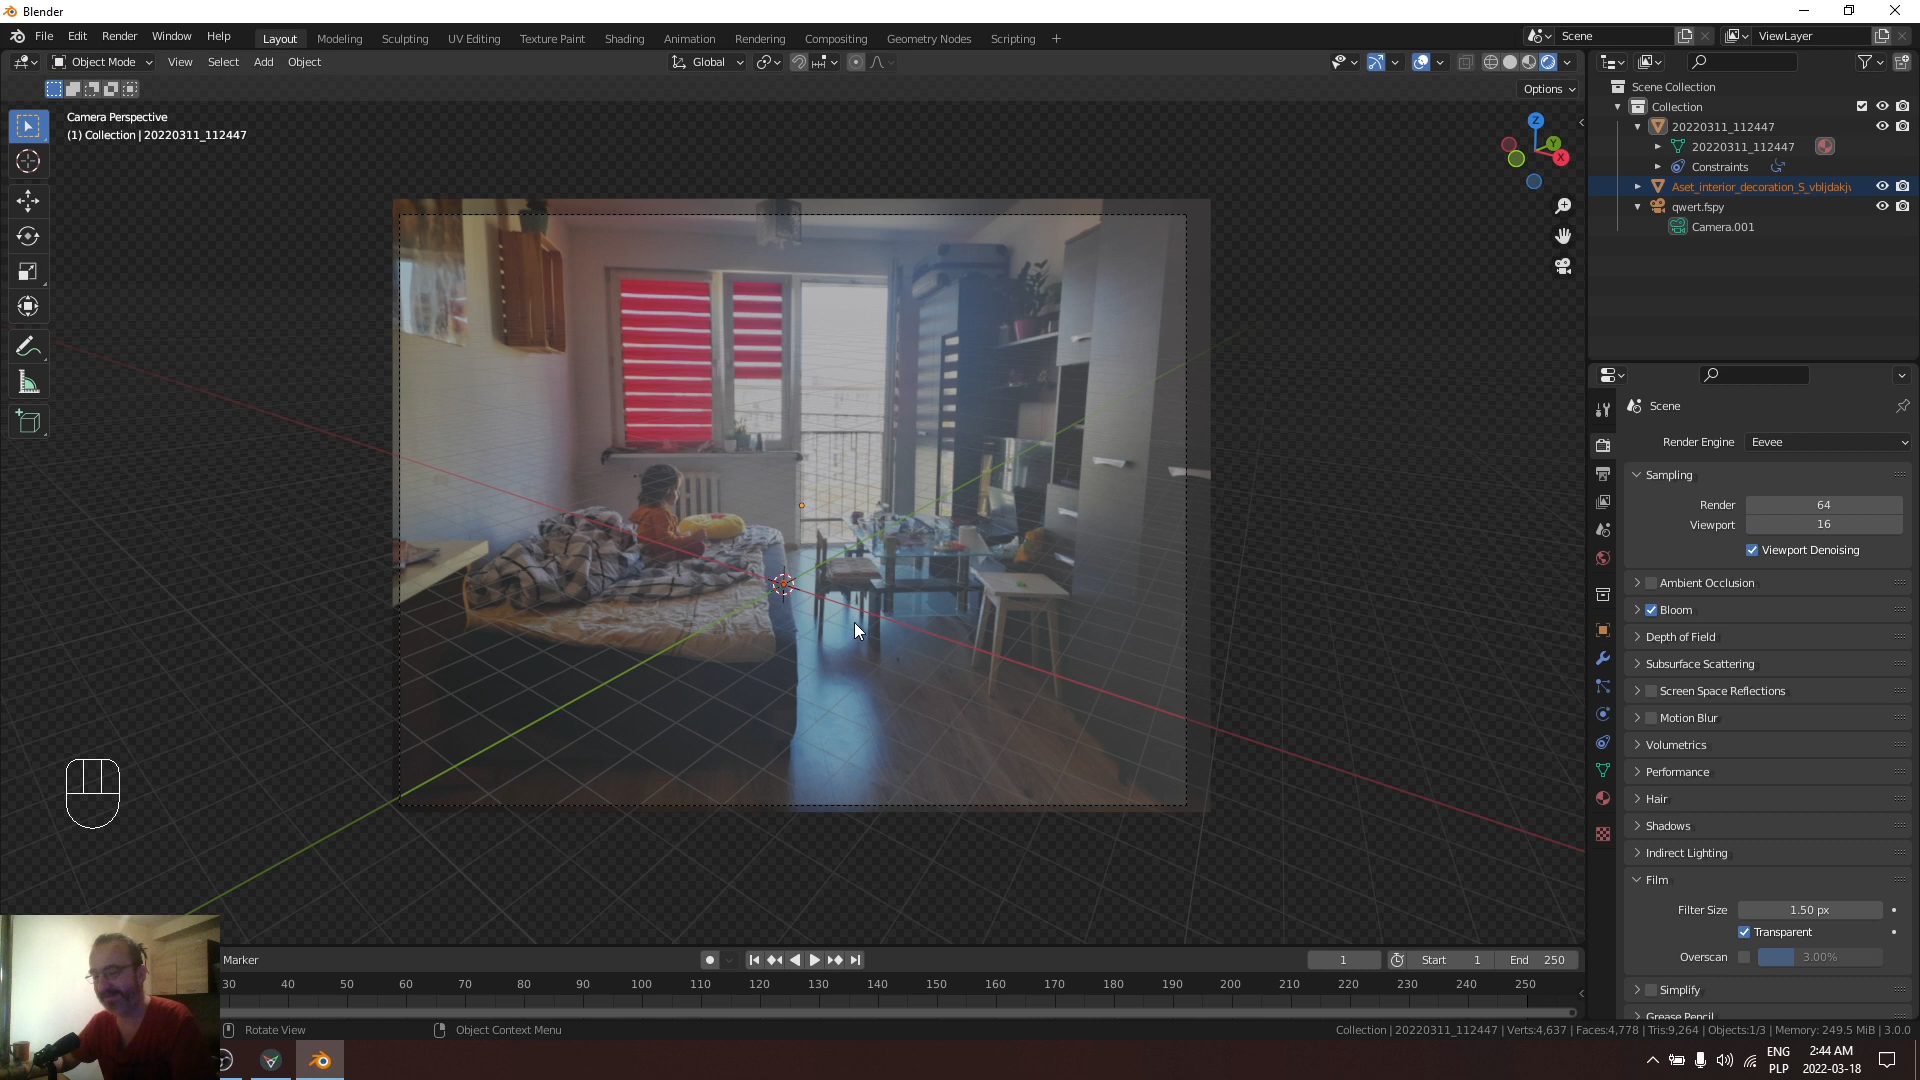 Blender
File Edit Render Window Help
Layout Modeling Sculpting UV Editing Texture Paint Shading Animation Rendering Compositing Geometry Nodes Scripting +
Scene
ViewLayer
Object Mode View Select Add Object
Global
Options
Camera Perspective
(1) Collection | 20220311_112447
Z
Y
X
Scene Collection
Collection
20220311_112447
20220311_112447
Constraints
Aset_interior_decoration_S_vbljdakjv
qwert.fspy
Camera.001
Scene
Render Engine Eevee
Sampling
Render 64
Viewport 16
Viewport Denoising
Ambient Occlusion
Bloom
Depth of Field
Subsurface Scattering
Screen Space Reflections
Motion Blur
Volumetrics
Performance
Hair
Shadows
Indirect Lighting
Film
Filter Size 1.50 px
Transparent
Overscan 3.00%
Simplify
Grease Pencil
Marker
1 Start 1 End 250
30 40 50 60 70 80 90 100 110 120 130 140 150 160 170 180 190 200 210 220 230 240 250
Rotate View Object Context Menu
Collection | 20220311_112447 | Verts:4,637 | Faces:4,778 | Tris:9,264 | Objects:1/3 | Memory: 249.5 MiB | 3.0.0
ENG 2:44 AM
PLP 2022-03-18